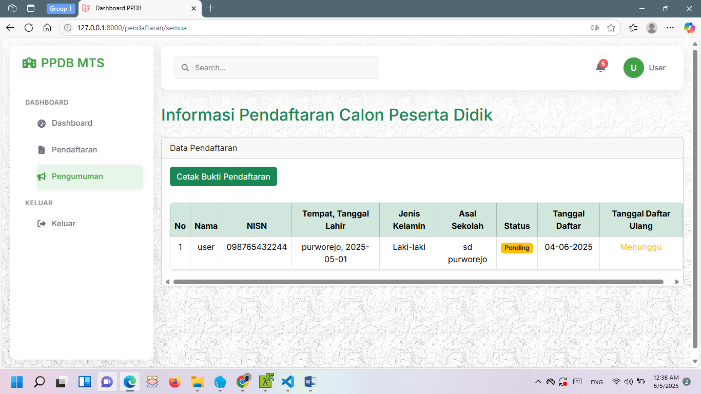 Group 1
Dashboard PPDB
127.0.0.1:8000/pendaftaran/semua
PPDB MTS
Search...
5
U
User
DASHBOARD
Dashboard
Pendaftaran
Pengumuman
KELUAR
Keluar
Informasi Pendaftaran Calon Peserta Didik
Data Pendaftaran
Cetak Bukti Pendaftaran
No Nama NISN Tempat, Tanggal Lahir Jenis Kelamin Asal Sekolah Status Tanggal Daftar Tanggal Daftar Ulang
1 user 098765432244 purworejo, 2025-05-01 Laki-laki sd purworejo Pending 04-06-2025 Menunggu
ENG
12:38 AM
6/5/2025
2